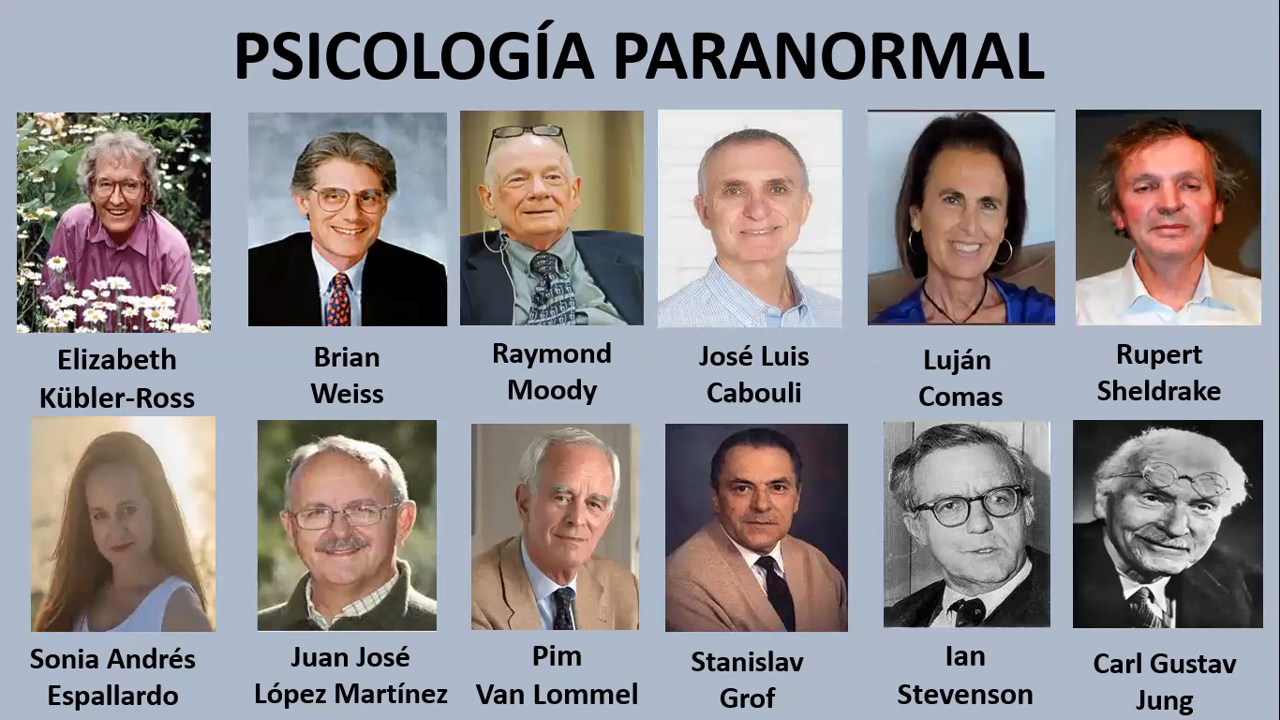 PSICOLOGÍA PARANORMAL
Elizabeth
Kübler-Ross
Brian
Weiss
Raymond
Moody
José Luis
Cabouli
Luján
Comas
Rupert
Sheldrake
Sonia Andrés
Espallardo
Juan José
López Martínez
Pim
Van Lommel
Stanislav
Grof
Ian
Stevenson
Carl Gustav
Jung